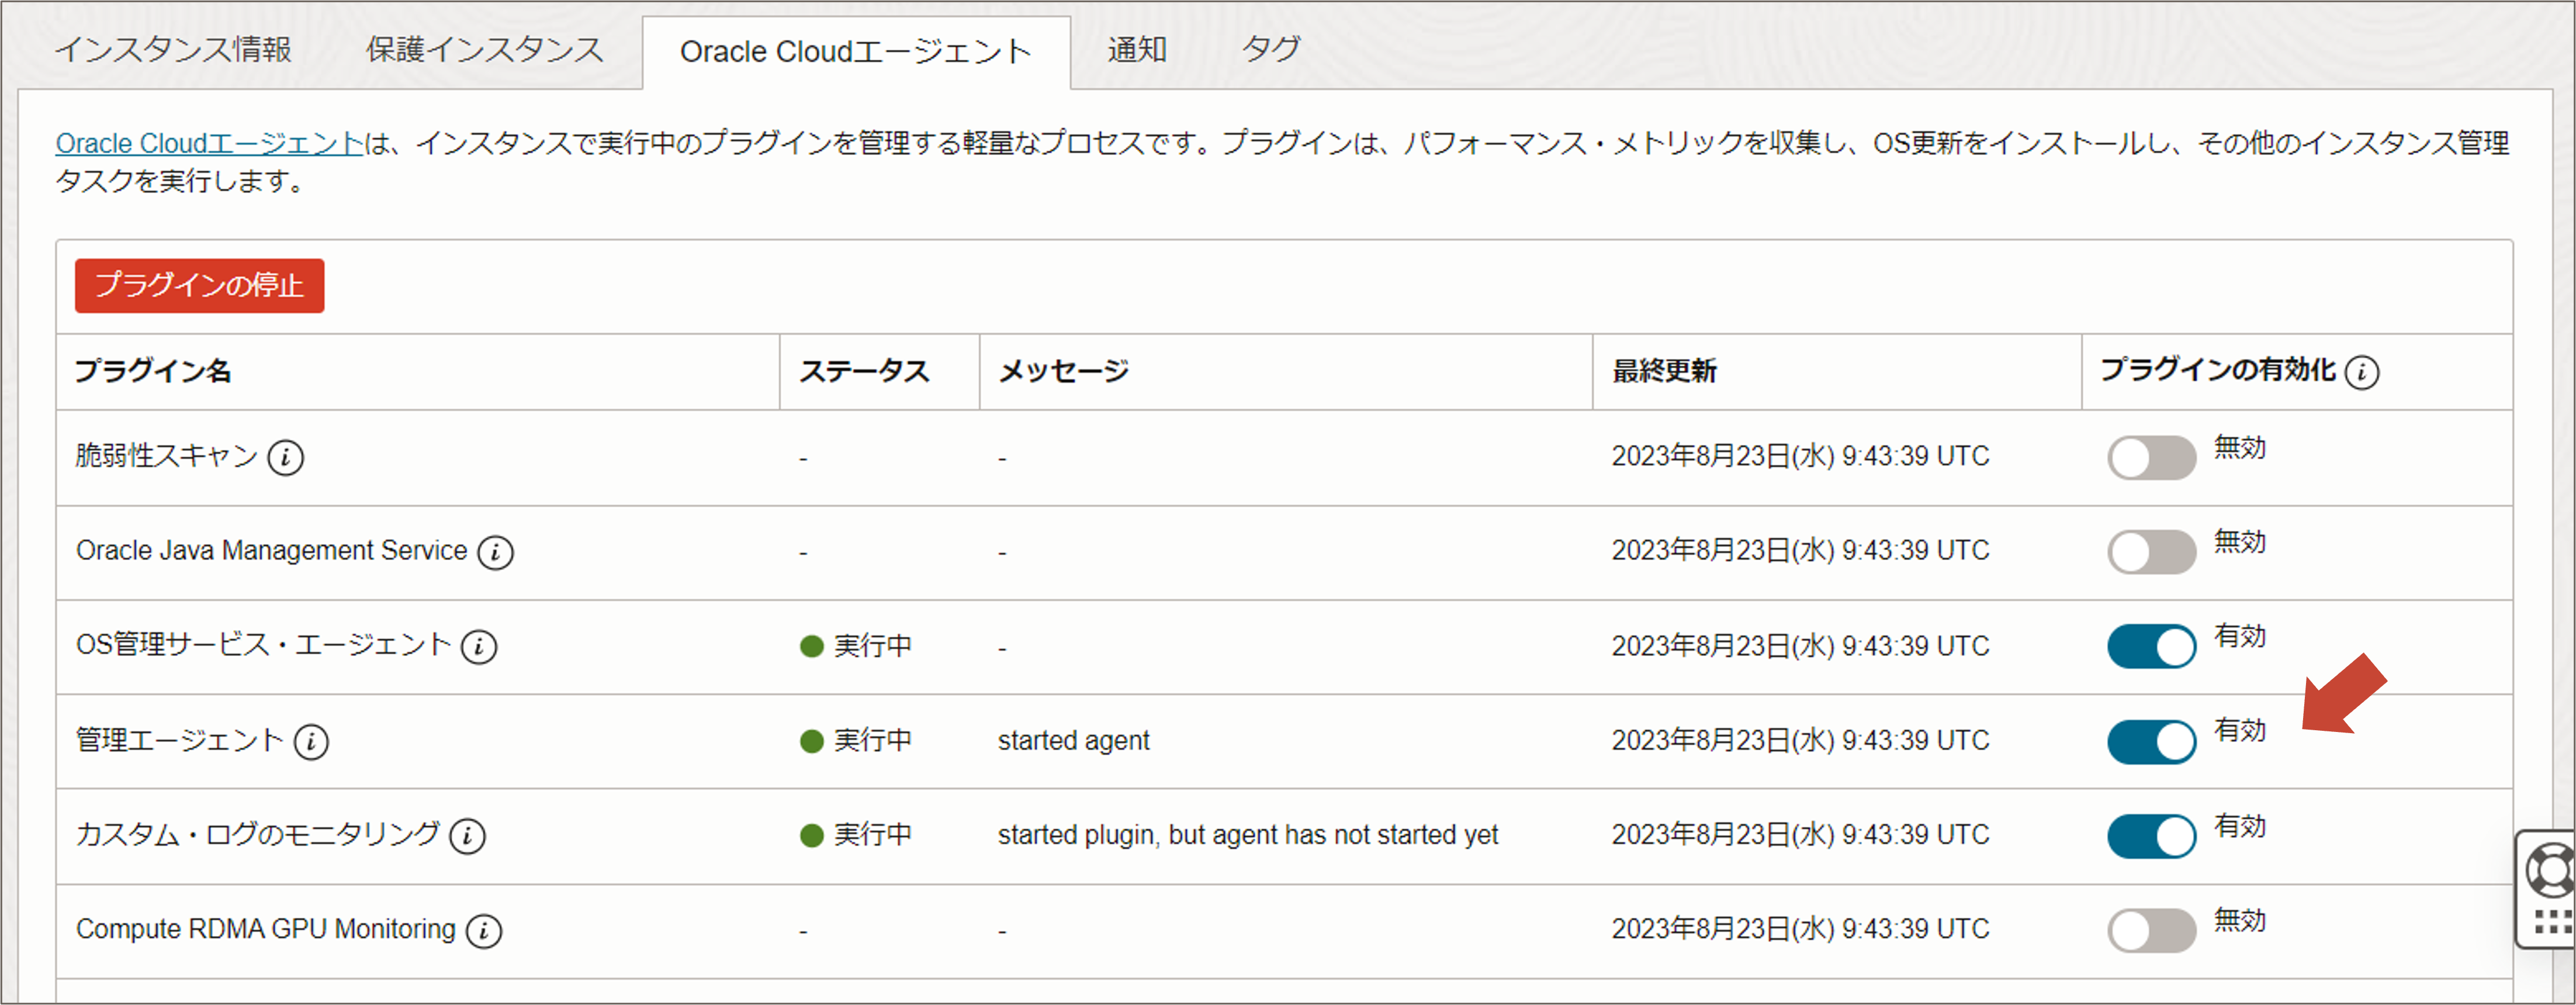 インスタンス情報 保護インスタンス Oracle Cloudエージェント 通知 タグ
Oracle Cloudエージェントは、インスタンスで実行中のプラグインを管理する軽量なプロセスです。プラグインは、パフォーマンス・メトリックを収集し、OS更新をインストールし、その他のインスタンス管理
タスクを実行します。
プラグインの停止
プラグイン名 ステータス メッセージ 最終更新 プラグインの有効化 i
脆弱性スキャン i - - 2023年8月23日(水) 9:43:39 UTC 無効
Oracle Java Management Service i - - 2023年8月23日(水) 9:43:39 UTC 無効
OS管理サービス・エージェント i 実行中 - 2023年8月23日(水) 9:43:39 UTC 有効
管理エージェント i 実行中 started agent 2023年8月23日(水) 9:43:39 UTC 有効
カスタム・ログのモニタリング i 実行中 started plugin, but agent has not started yet 2023年8月23日(水) 9:43:39 UTC 有効
Compute RDMA GPU Monitoring i - - 2023年8月23日(水) 9:43:39 UTC 無効